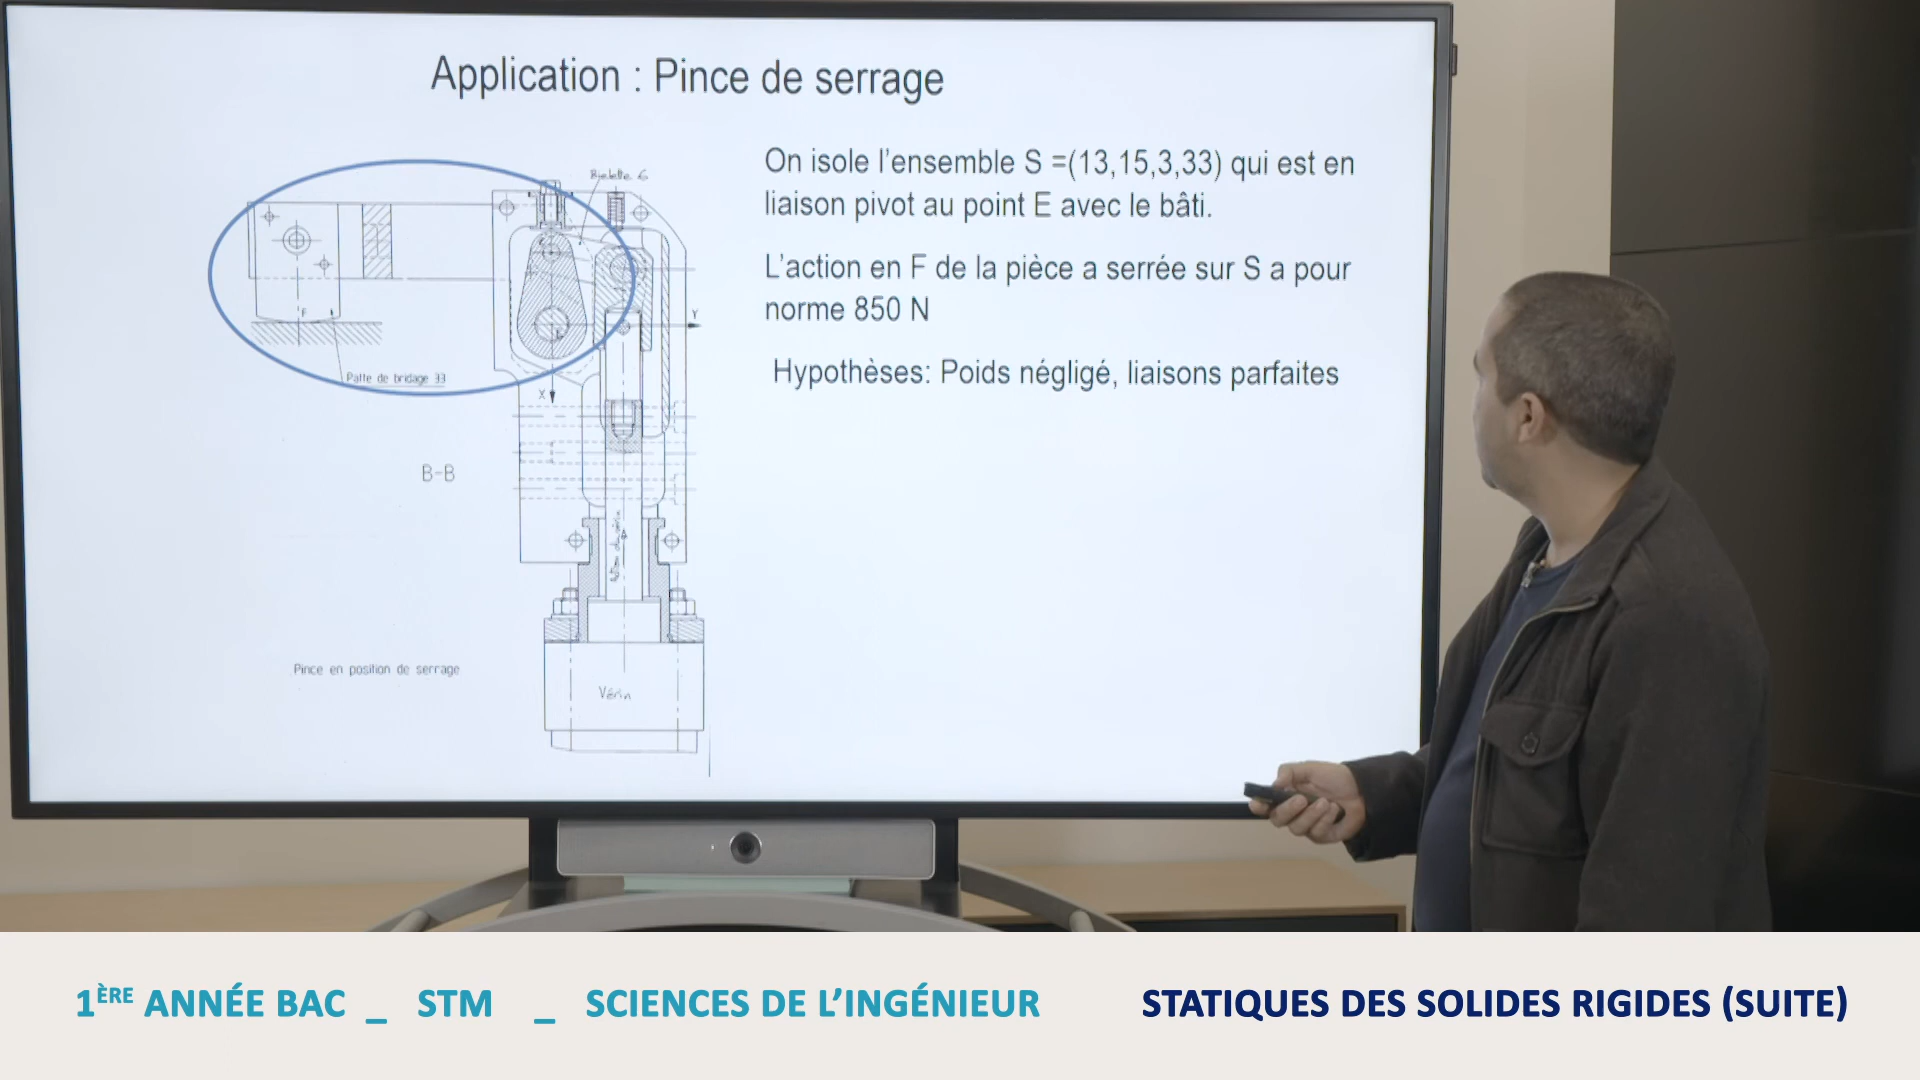 Application : Pince de serrage
On isole l'ensemble S =(13,15,3,33) qui est en
liaison pivot au point E avec le bâti.
L'action en F de la pièce a serrée sur S a pour
norme 850 N
Hypothèses: Poids négligé, liaisons parfaites
Bielette 6
Y
F
Patte de bridage 33
X
B-B
Pince en position de serrage
Vérin
1ÈRE ANNÉE BAC _ STM _ SCIENCES DE L'INGÉNIEUR
STATIQUES DES SOLIDES RIGIDES (SUITE)